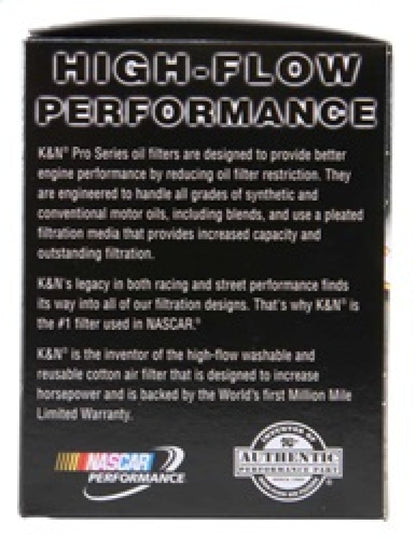 HIGH-FLOW
PERFORMANCE
K&N® Pro Series oil filters are designed to provide better
engine performance by reducing oil filter restriction. They
are engineered to handle all grades of synthetic and
conventional motor oils, including blends, and use a pleated
filtration media that provides increased capacity and
outstanding filtration.
K&N's legacy in both racing and street performance finds
its way into all of our filtration designs. That's why K&N® is
the #1 filter used in NASCAR.®
K&N® is the inventor of the high-flow washable and
reusable cotton air filter that is designed to increase
horsepower and is backed by the World's first Million Mile
Limited Warranty.
NASCAR
PERFORMANCE
INVENTOR OF
K&N
AUTHENTIC
PERFORMANCE PART